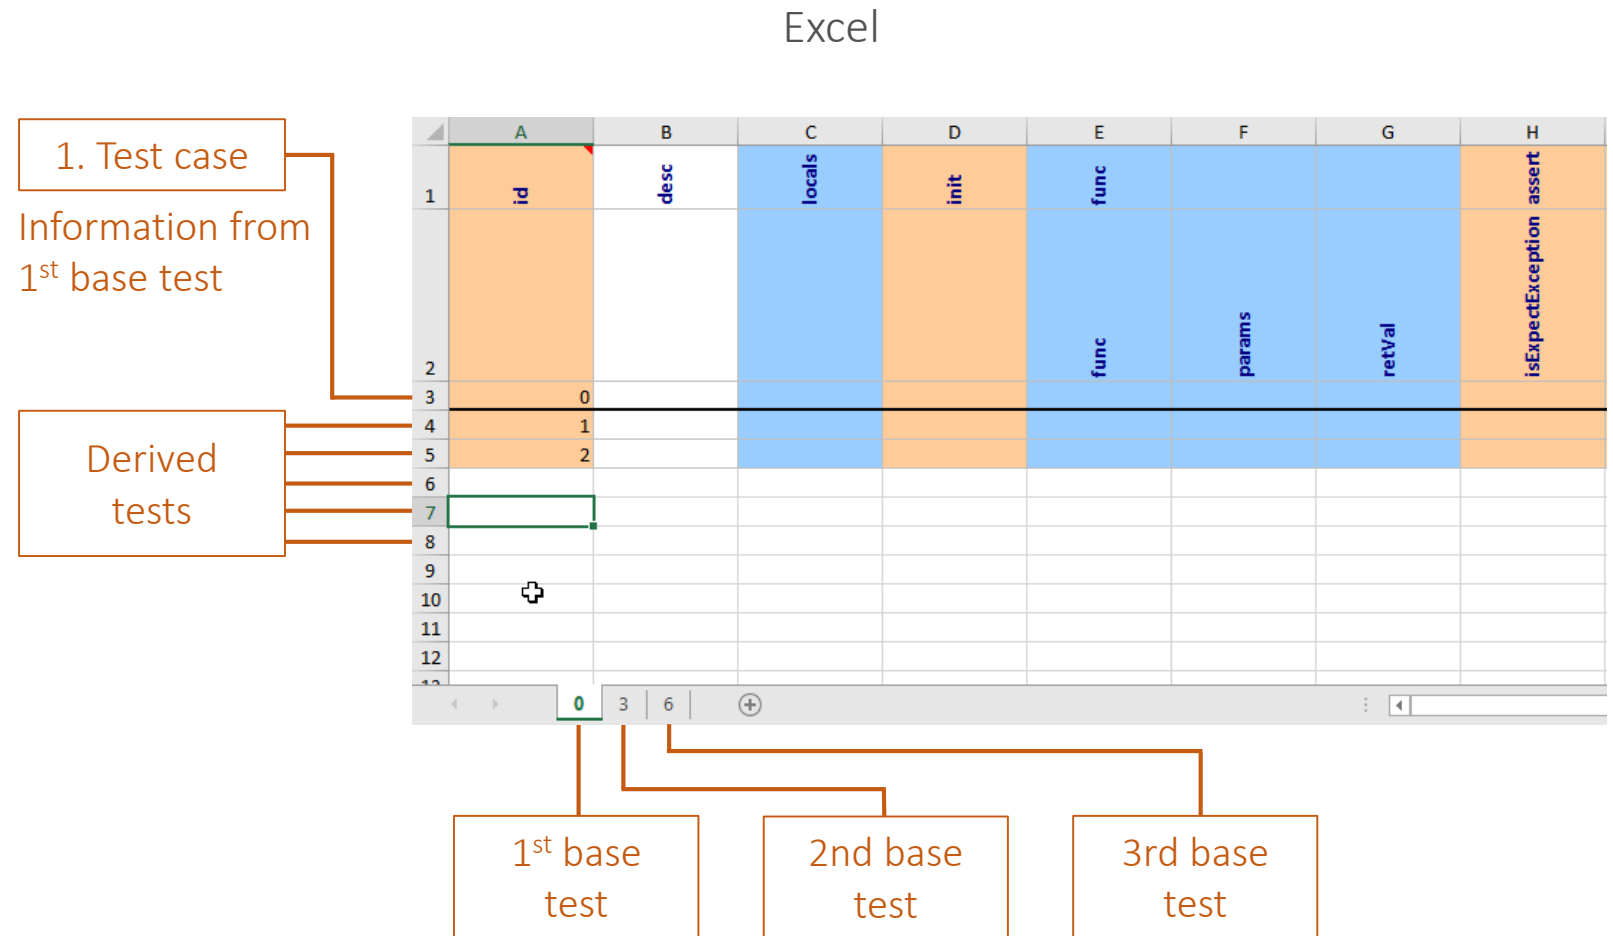 Excel
1. Test case
Information from
1st base test
Derived
tests
A B C D E F G H
1 id desc locals init func assert
2 func params retVal isExpectException
3 0
4 1
5 2
6
7
8
9
10
11
12
0 3 6
1st base
test
2nd base
test
3rd base
test